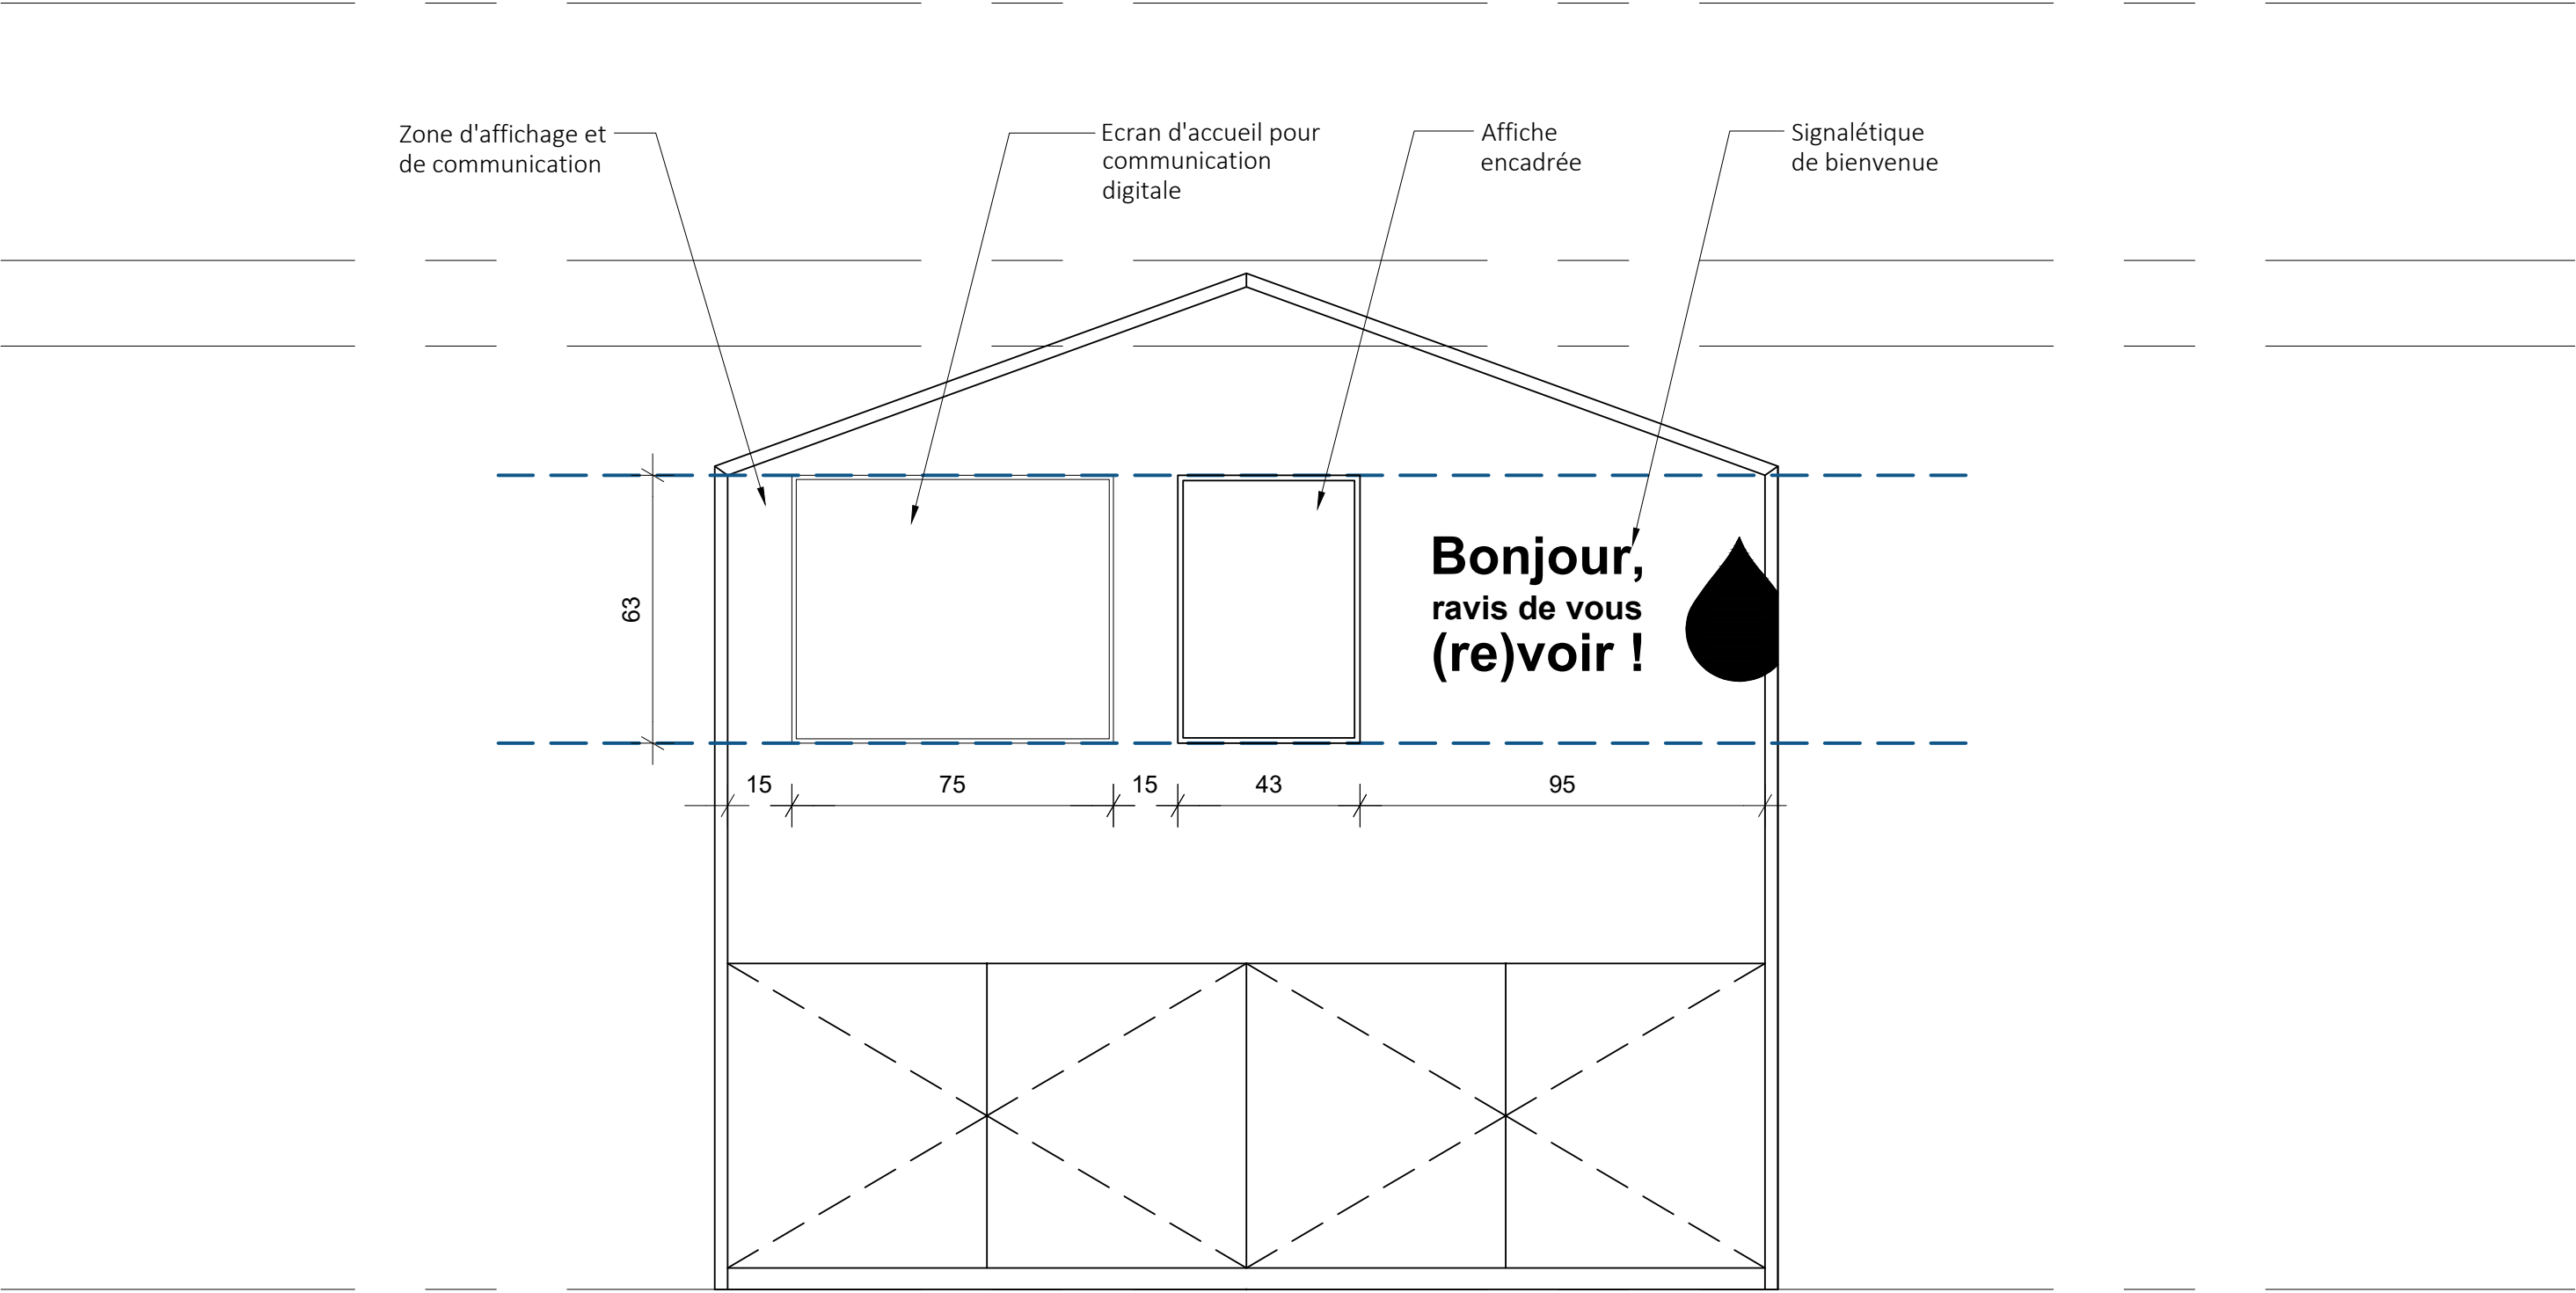 Zone d'affichage et
de communication
Ecran d'accueil pour
communication
digitale
Affiche
encadrée
Signalétique
de bienvenue
63
Bonjour,
ravis de vous
(re)voir !
15
75
15
43
95